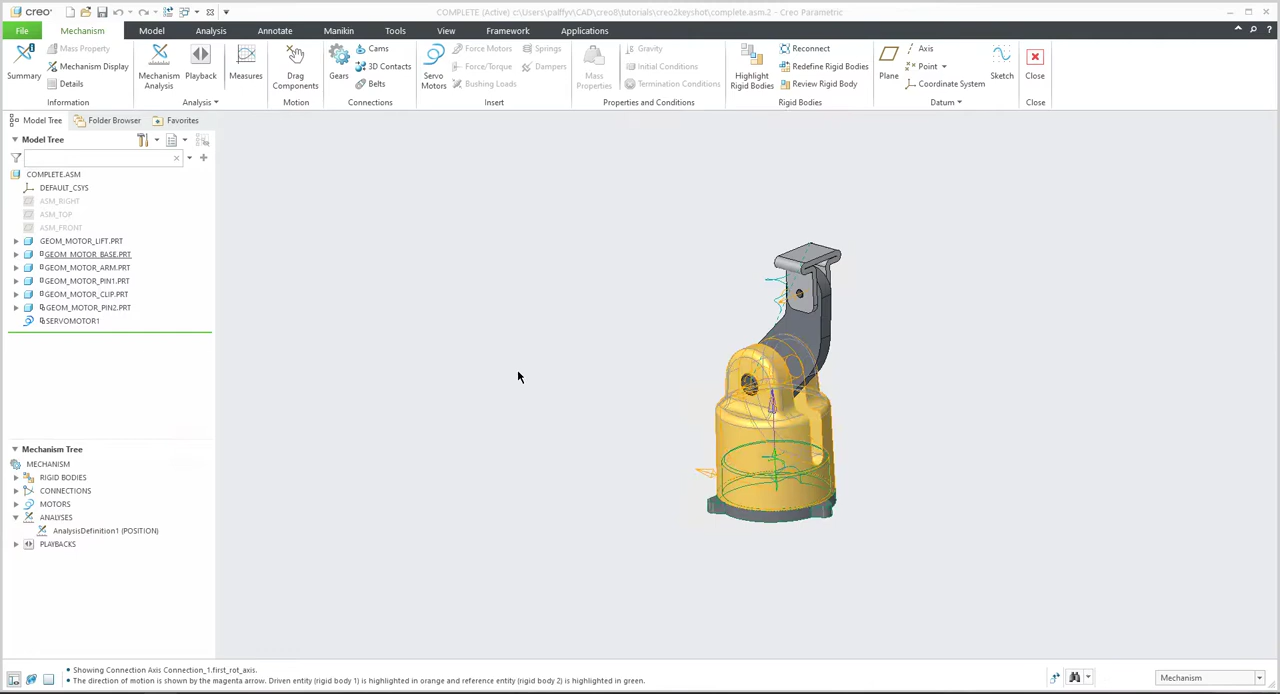 creo
COMPLETE (Active) c:\Users\palffyv\CAD\creo8\tutorials\creo2keyshot\complete.asm.2 - Creo Parametric
File Mechanism Model Analysis Annotate Manikin Tools View Framework Applications
Summary
Mass Property
Mechanism Display
Details
Information
Mechanism Analysis
Playback
Analysis
Measures
Drag Components
Motion
Gears
Cams
3D Contacts
Belts
Connections
Servo Motors
Force Motors
Force/Torque
Bushing Loads
Springs
Dampers
Insert
Mass Properties
Gravity
Initial Conditions
Termination Conditions
Properties and Conditions
Highlight Rigid Bodies
Reconnect
Redefine Rigid Bodies
Review Rigid Body
Rigid Bodies
Plane
Axis
Point
Coordinate System
Sketch
Datum
Close
Close
Model Tree Folder Browser Favorites
Model Tree
COMPLETE.ASM
DEFAULT_CSYS
ASM_RIGHT
ASM_TOP
ASM_FRONT
GEOM_MOTOR_LIFT.PRT
GEOM_MOTOR_BASE.PRT
GEOM_MOTOR_ARM.PRT
GEOM_MOTOR_PIN1.PRT
GEOM_MOTOR_CLIP.PRT
GEOM_MOTOR_PIN2.PRT
SERVOMOTOR1
Mechanism Tree
MECHANISM
RIGID BODIES
CONNECTIONS
MOTORS
ANALYSES
AnalysisDefinition1 (POSITION)
PLAYBACKS
• Showing Connection Axis Connection_1.first_rot_axis.
• The direction of motion is shown by the magenta arrow. Driven entity (rigid body 1) is highlighted in orange and reference entity (rigid body 2) is highlighted in green.
Mechanism